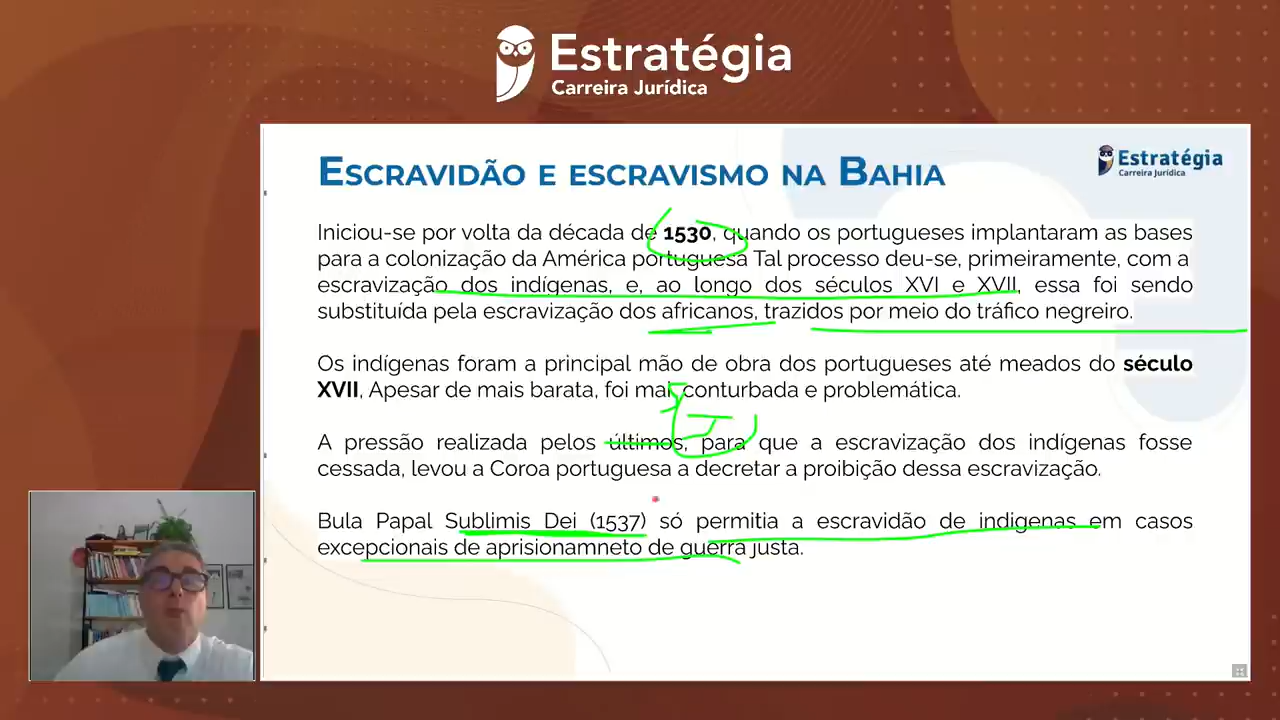 Estratégia
Carreira Jurídica
ESCRAVIDÃO E ESCRAVISMO NA BAHIA
Estratégia
Carreira Jurídica
Iniciou-se por volta da década de 1530, quando os portugueses implantaram as bases
para a colonização da América portuguesa Tal processo deu-se, primeiramente, com a
escravização dos indígenas, e, ao longo dos séculos XVI e XVII, essa foi sendo
substituída pela escravização dos africanos, trazidos por meio do tráfico negreiro.
Os indígenas foram a principal mão de obra dos portugueses até meados do século
XVII, Apesar de mais barata, foi mais conturbada e problemática.
A pressão realizada pelos últimos, para que a escravização dos indígenas fosse
cessada, levou a Coroa portuguesa a decretar a proibição dessa escravização.
Bula Papal Sublimis Dei (1537) só permitia a escravidão de indigenas em casos
excepcionais de aprisionamneto de guerra justa.